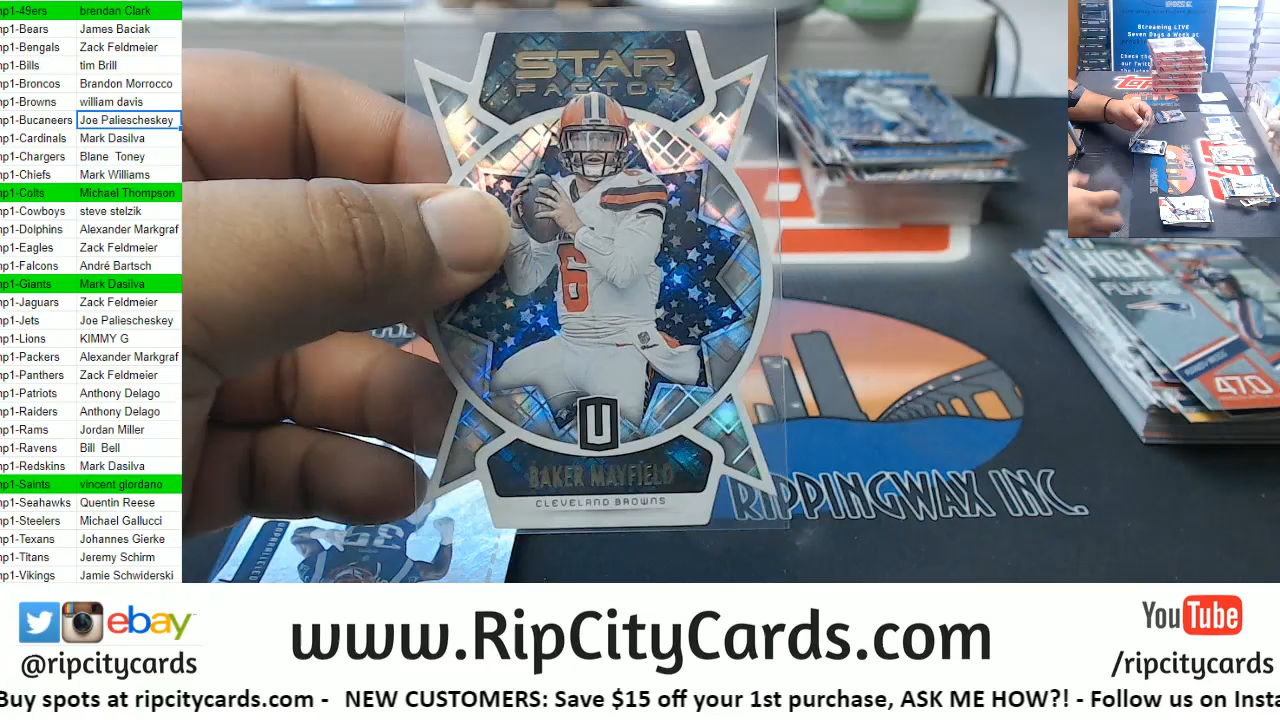 np1-49ers brendan Clark
np1-Bears James Baciak
np1-Bengals Zack Feldmeier
np1-Bills tim Brill
np1-Broncos Brandon Morrocco
np1-Browns william davis
np1-Bucaneers Joe Paliescheskey
np1-Cardinals Mark Dasilva
np1-Chargers Blane Toney
np1-Chiefs Mark Williams
np1-Colts Michael Thompson
np1-Cowboys steve stelzik
np1-Dolphins Alexander Markgraf
np1-Eagles Zack Feldmeier
np1-Falcons André Bartsch
np1-Giants Mark Dasilva
np1-Jaguars Zack Feldmeier
np1-Jets Joe Paliescheskey
np1-Lions KIMMY G
np1-Packers Alexander Markgraf
np1-Panthers Zack Feldmeier
np1-Patriots Anthony Delago
np1-Raiders Anthony Delago
np1-Rams Jordan Miller
np1-Ravens Bill Bell
np1-Redskins Mark Dasilva
np1-Saints vincent giordano
np1-Seahawks Quentin Reese
np1-Steelers Michael Gallucci
np1-Texans Johannes Gierke
np1-Titans Jeremy Schirm
np1-Vikings Jamie Schwiderski
STAR
FACTOR
6
U
BAKER MAYFIELD
CLEVELAND BROWNS
HIGH
FLYERS
470
RIPPINGWAX INC.
Streaming LIVE
Seven Days A Week at
ebay
@ripcitycards
www.RipCityCards.com
YouTube
/ripcitycards
Buy spots at ripcitycards.com - NEW CUSTOMERS: Save $15 off your 1st purchase, ASK ME HOW?! - Follow us on Insta